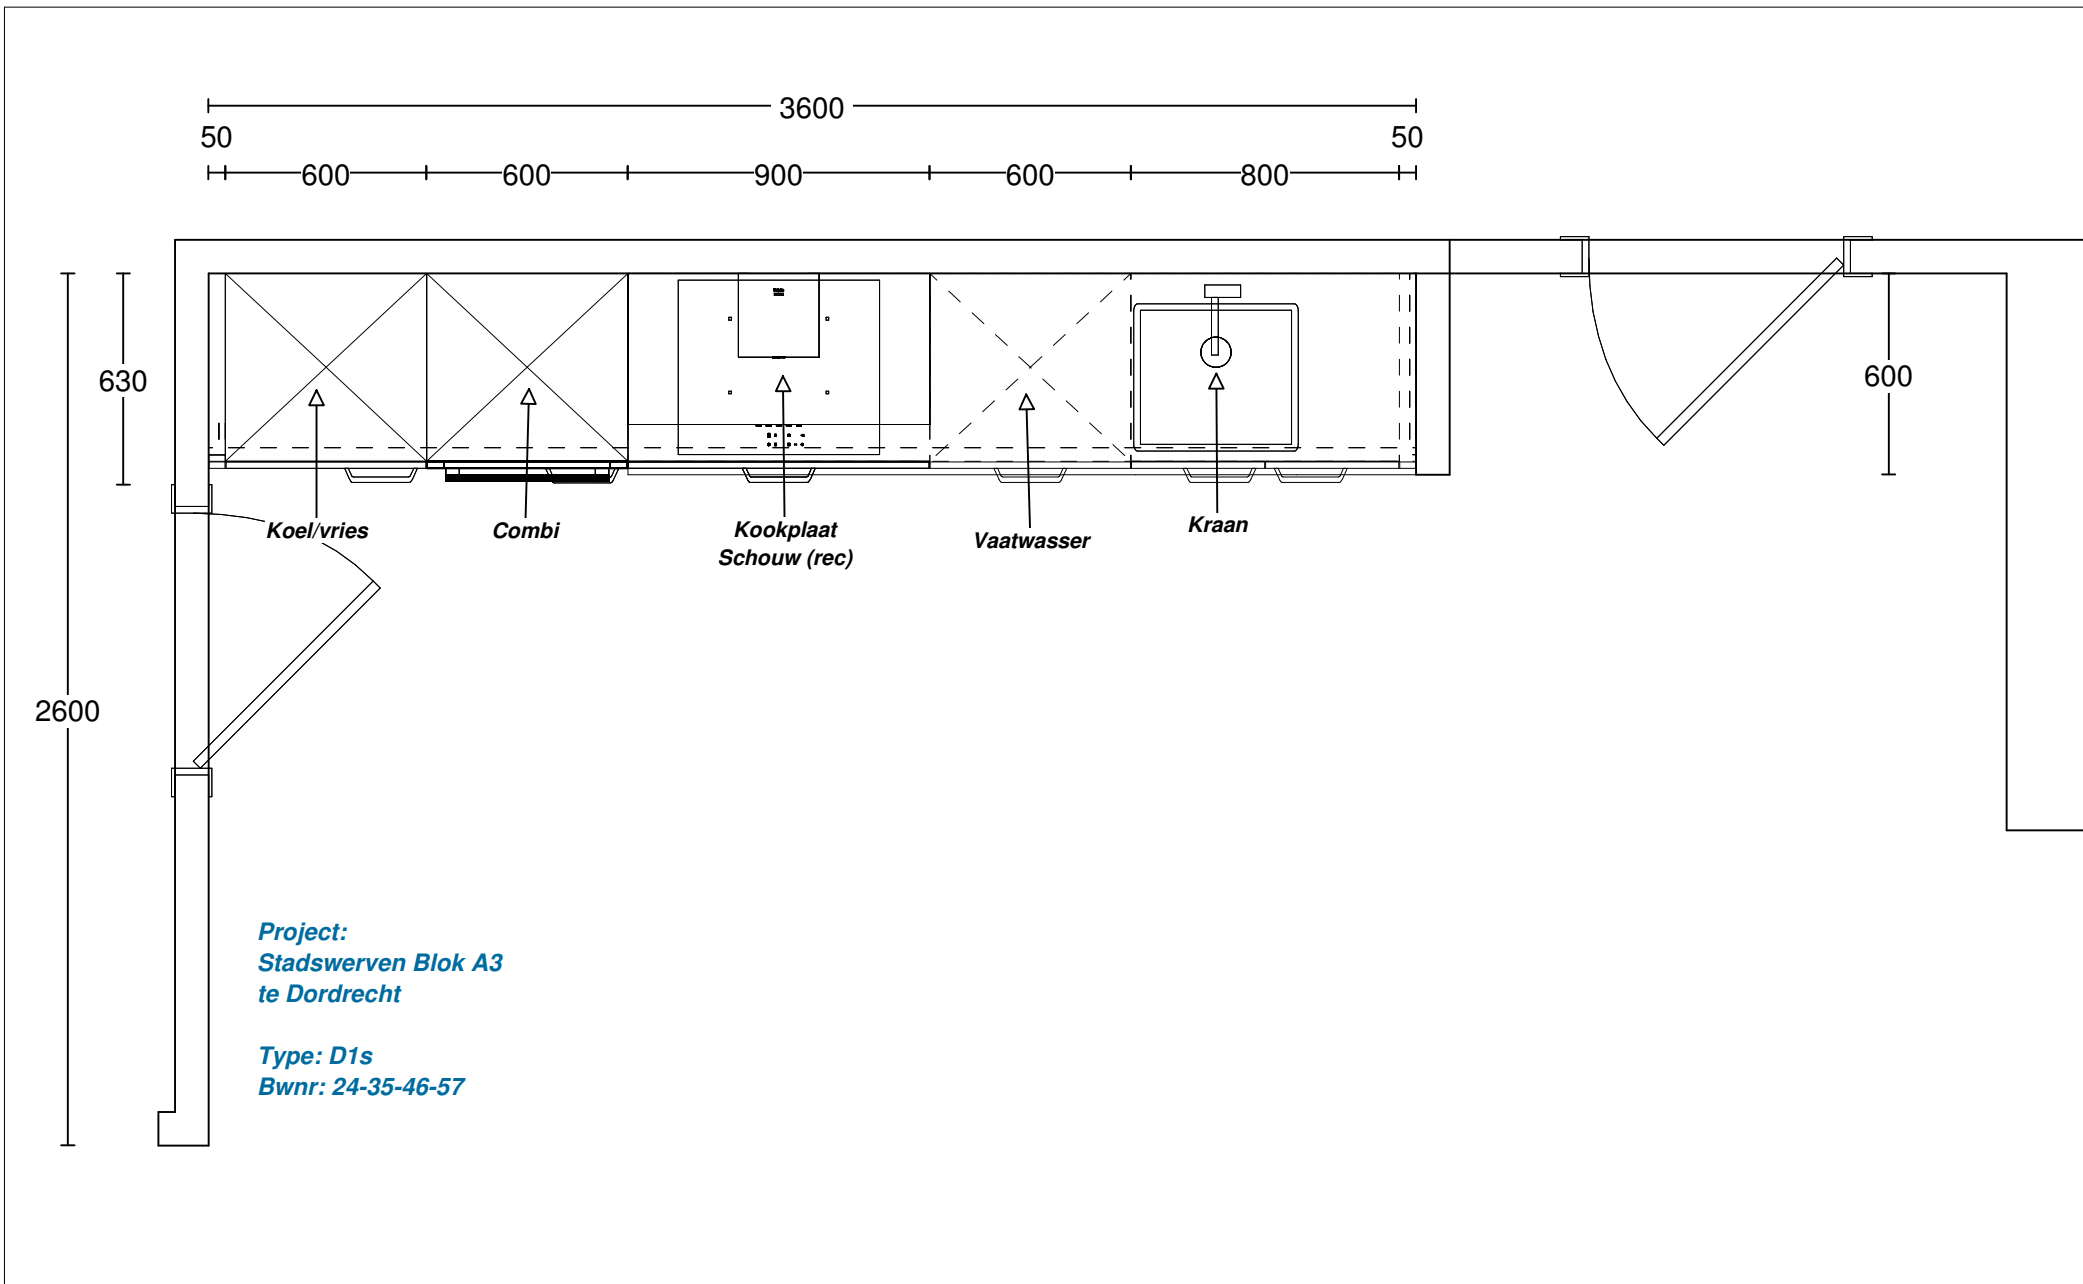 3600
50
50
600
600
900
600
800
630
600
2600
Koel/vries
Combi
Kookplaat
Schouw (rec)
Vaatwasser
Kraan
Project:
Stadswerven Blok A3
te Dordrecht
Type: D1s
Bwnr: 24-35-46-57